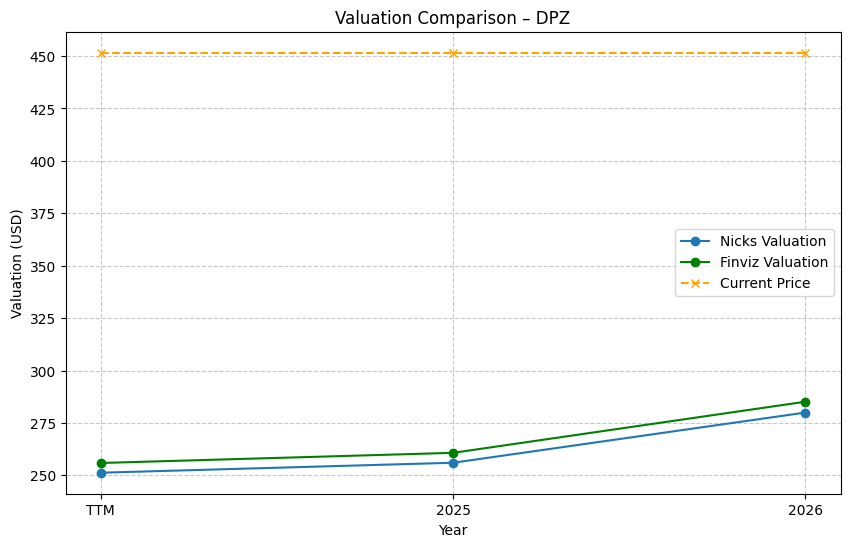 Valuation Comparison – DPZ
Valuation (USD)
450
425
400
375
350
325
300
275
250
Nicks Valuation
Finviz Valuation
Current Price
TTM
2025
2026
Year